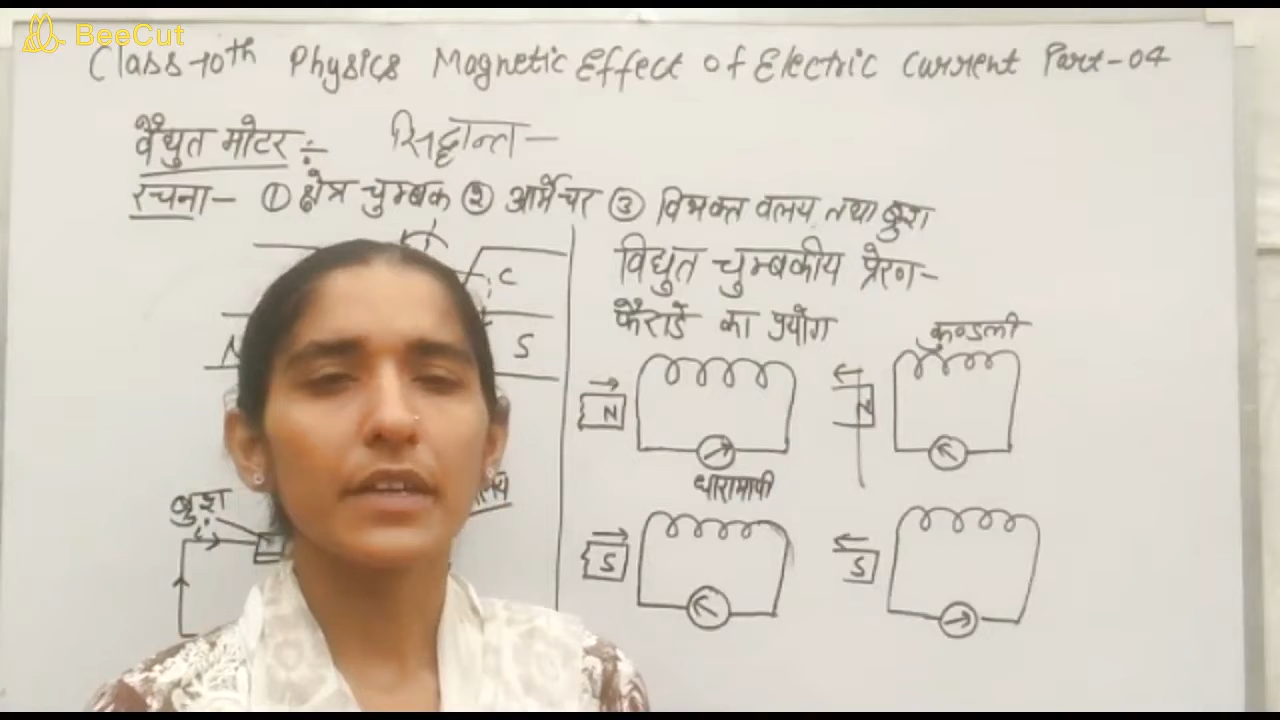 BeeCut
Class-10th Physics Magnetic Effect of Electric Current Part-04
वैद्युत मोटर ÷ सिद्धान्त -
रचना - ① क्षेत्र चुम्बक ② आर्मेचर ③ विभक्त वलय तथा ब्रुश
विद्युत चुम्बकीय प्रेरण -
C
फैराडे का प्रयोग
कुण्डली
N S
N N
धारामापी
ब्रुश
S S